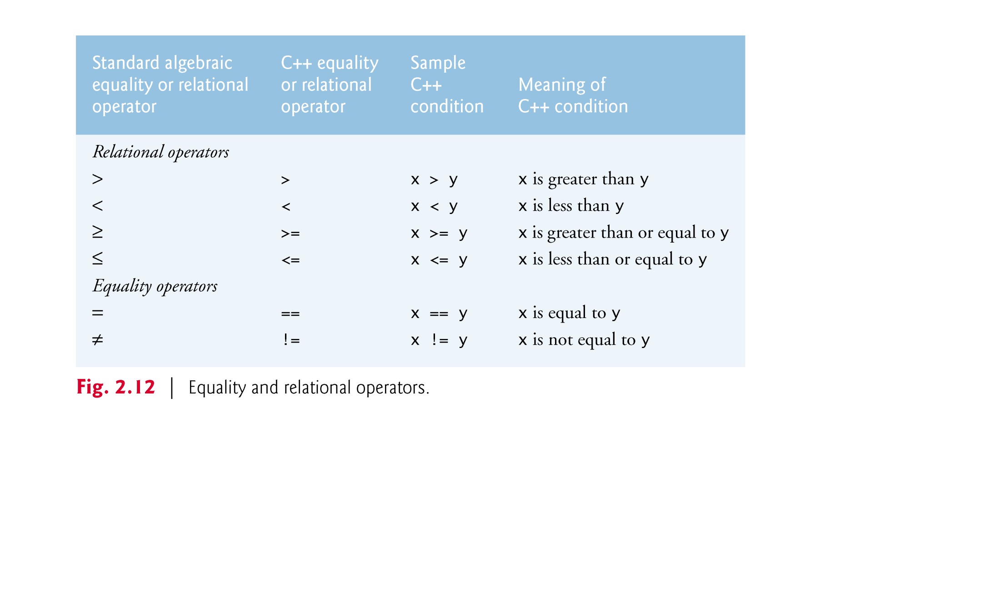 Standard algebraic equality or relational operator | C++ equality or relational operator | Sample C++ condition | Meaning of C++ condition
Relational operators
> > x > y x is greater than y
< < x < y x is less than y
≥ >= x >= y x is greater than or equal to y
≤ <= x <= y x is less than or equal to y
Equality operators
= == x == y x is equal to y
≠ != x != y x is not equal to y
Fig. 2.12 | Equality and relational operators.